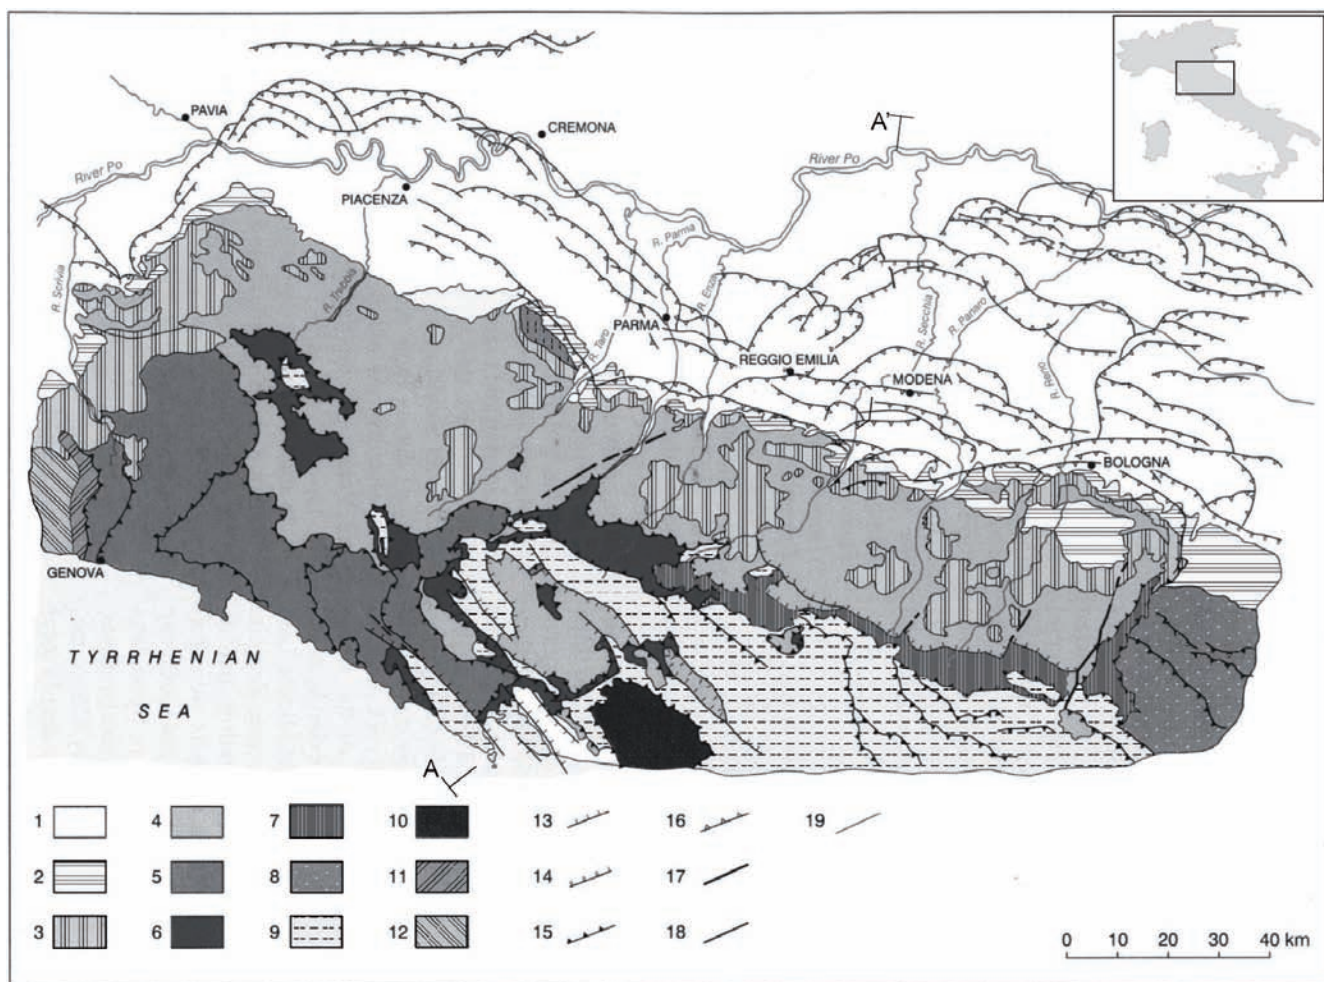 A'
PAVIA
CREMONA
River Po
River Po
PIACENZA
R. Parma
R. Scrivia
R. Trebbia
R. Enza
R. Taro
PARMA
R. Secchia
R. Panaro
REGGIO EMILIA
R. Reno
MODENA
BOLOGNA
GENOVA
TYRRHENIAN
SEA
A
1 4 7 10 13 16 19
2 5 8 11 14 17
3 6 9 12 15 18
0 10 20 30 40 km